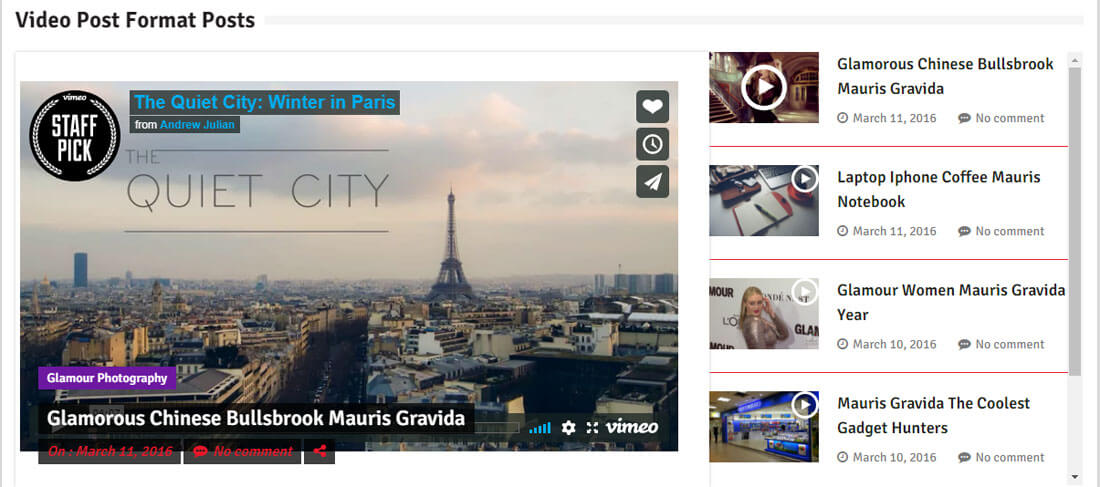 Video Post Format Posts
vimeo
STAFF
PICK
The Quiet City: Winter in Paris
from Andrew Julian
THE
QUIET CITY
Glamour Photography
Glamorous Chinese Bullsbrook Mauris Gravida
vimeo
On : March 11, 2016 No comment
Glamorous Chinese Bullsbrook
Mauris Gravida
March 11, 2016 No comment
Laptop Iphone Coffee Mauris
Notebook
March 11, 2016 No comment
MOUR
GLAM
Glamour Women Mauris Gravida
Year
March 10, 2016 No comment
Mauris Gravida The Coolest
Gadget Hunters
March 10, 2016 No comment